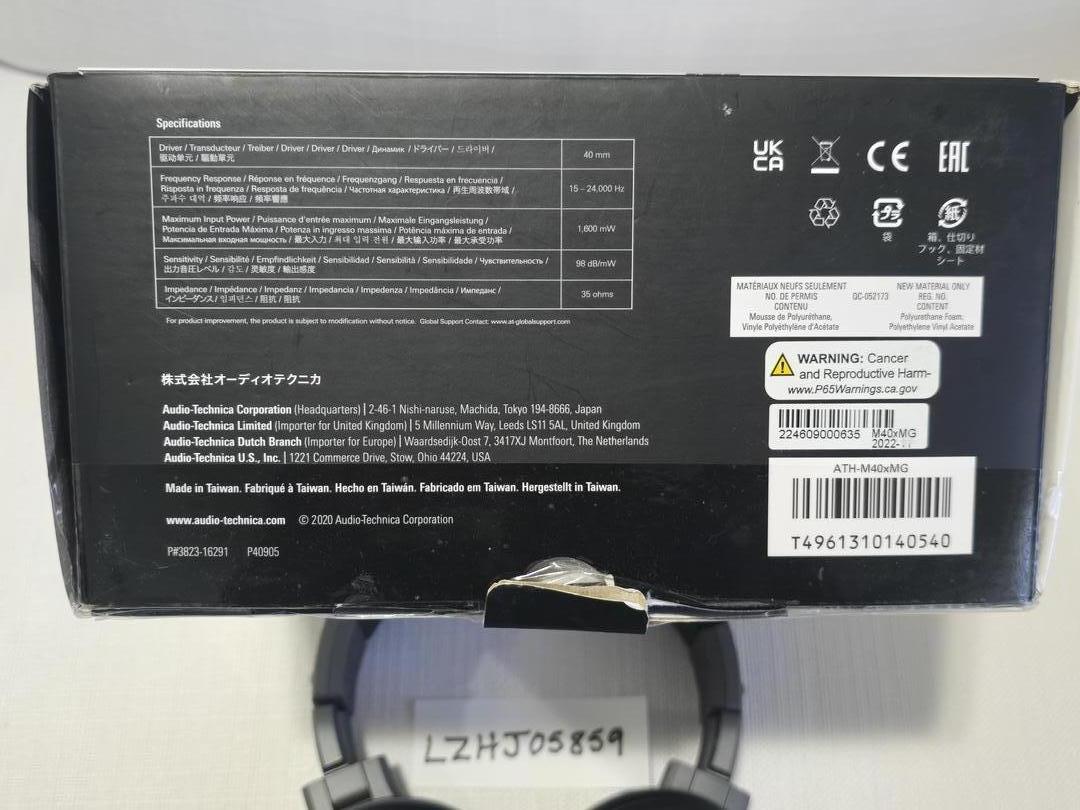 Specifications
Driver / Transducteur / Treiber / Driver / Driver / Driver / Динамик / ドライバー / 드라이버 /
驱动单元 / 驅動單元
40 mm
Frequency Response / Réponse en fréquence / Frequenzgang / Respuesta en frecuencia /
Risposta in frequenza / Resposta de frequência / Частотная характеристика / 再生周波数帯域 /
주파수 대역 / 频率响应 / 頻率響應
15 – 24,000 Hz
Maximum Input Power / Puissance d'entrée maximum / Maximale Eingangsleistung /
Potencia de Entrada Máxima / Potenza in ingresso massima / Potência máxima de entrada /
Максимальная входная мощность / 最大入力 / 최대 입력 전원 / 最大输入功率 / 最大承受功率
1,600 mW
Sensitivity / Sensibilité / Empfindlichkeit / Sensibilidad / Sensibilità / Sensibilidade / Чувствительность /
出力音圧レベル / 감도 / 灵敏度 / 輸出感度
98 dB/mW
Impedance / Impédance / Impedanz / Impedancia / Impedenza / Impedância / Импеданс /
インピーダンス / 임피던스 / 阻抗 / 阻抗
35 ohms
For product improvement, the product is subject to modification without notice. Global Support Contact: www.at-globalsupport.com
株式会社オーディオテクニカ
Audio-Technica Corporation (Headquarters) | 2-46-1 Nishi-naruse, Machida, Tokyo 194-8666, Japan
Audio-Technica Limited (Importer for United Kingdom) | 5 Millennium Way, Leeds LS11 5AL, United Kingdom
Audio-Technica Dutch Branch (Importer for Europe) | Waardsedijk-Oost 7, 3417XJ Montfoort, The Netherlands
Audio-Technica U.S., Inc. | 1221 Commerce Drive, Stow, Ohio 44224, USA
Made in Taiwan. Fabriqué à Taiwan. Hecho en Taiwán. Fabricado em Taiwan. Hergestellt in Taiwan.
www.audio-technica.com © 2020 Audio-Technica Corporation
P#3823-16291 P40905
UK
CA
CE
EAC
プラ
紙
袋
箱、仕切り
フック、固定材
シート
MATÉRIAUX NEUFS SEULEMENT
NO. DE PERMIS
CONTENU
Mousse de Polyuréthane,
Vinyle Polyéthylène d'Acétate
QC-052173
NEW MATERIAL ONLY
REG. NO.
CONTENT
Polyurethane Foam:
Polyethylene Vinyl Acetate
WARNING: Cancer
and Reproductive Harm-
www.P65Warnings.ca.gov
224609000635 M40xMG
2022-
ATH-M40xMG
T4961310140540
LZHJ05859